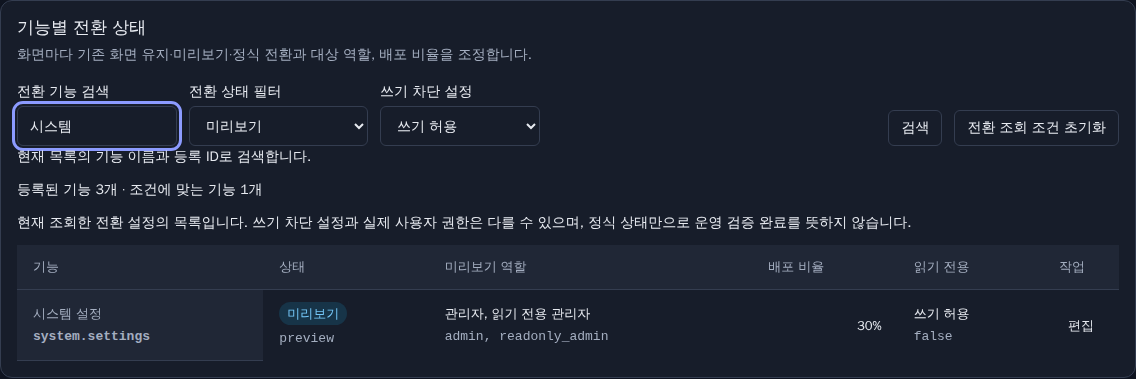 기능별 전환 상태
화면마다 기존 화면 유지·미리보기·정식 전환과 대상 역할, 배포 비율을 조정합니다.
전환 기능 검색 전환 상태 필터 쓰기 차단 설정
시스템 미리보기 쓰기 허용 검색 전환 조회 조건 초기화
현재 목록의 기능 이름과 등록 ID로 검색합니다.
등록된 기능 3개 · 조건에 맞는 기능 1개
현재 조회한 전환 설정의 목록입니다. 쓰기 차단 설정과 실제 사용자 권한은 다를 수 있으며, 정식 상태만으로 운영 검증 완료를 뜻하지 않습니다.
기능 상태 미리보기 역할 배포 비율 읽기 전용 작업
시스템 설정 미리보기 관리자, 읽기 전용 관리자 30% 쓰기 허용 편집
system.settings preview admin, readonly_admin false